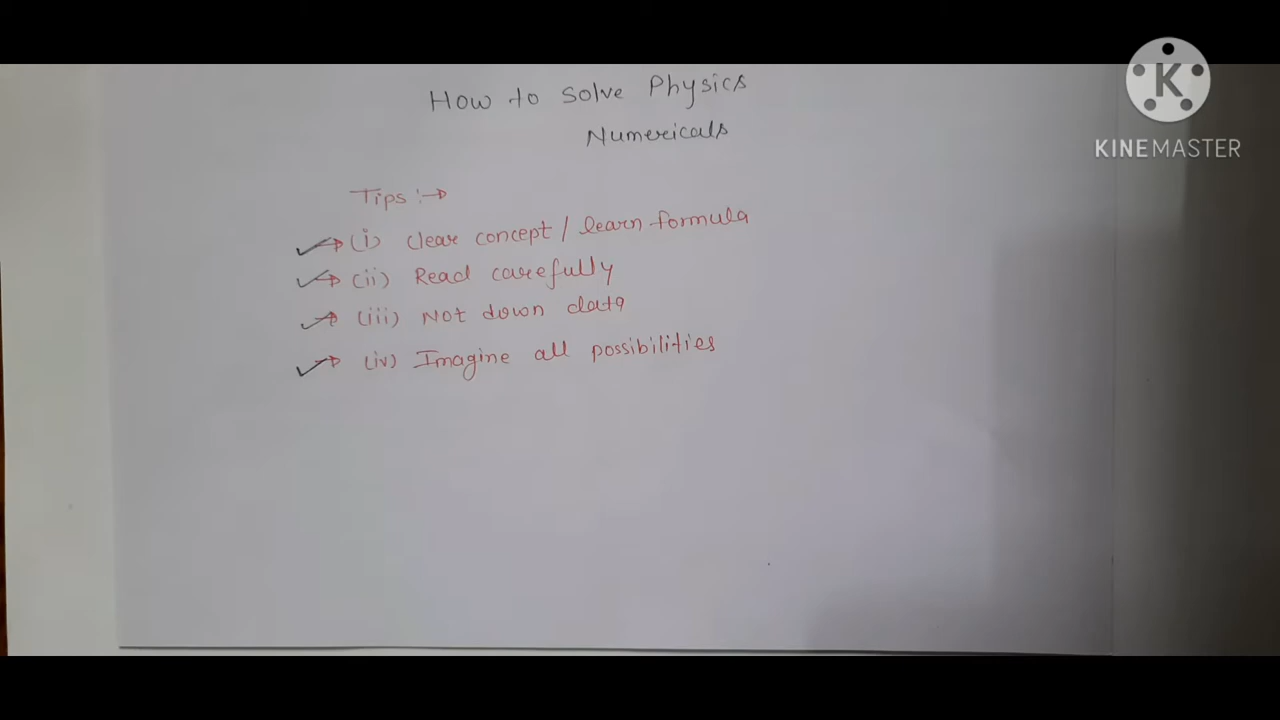 How to solve Physics
Numericals
Tips :→
(i) Clear concept / learn formula
(ii) Read carefully
(iii) Not down data
(iv) Imagine all possibilities
K
KINEMASTER